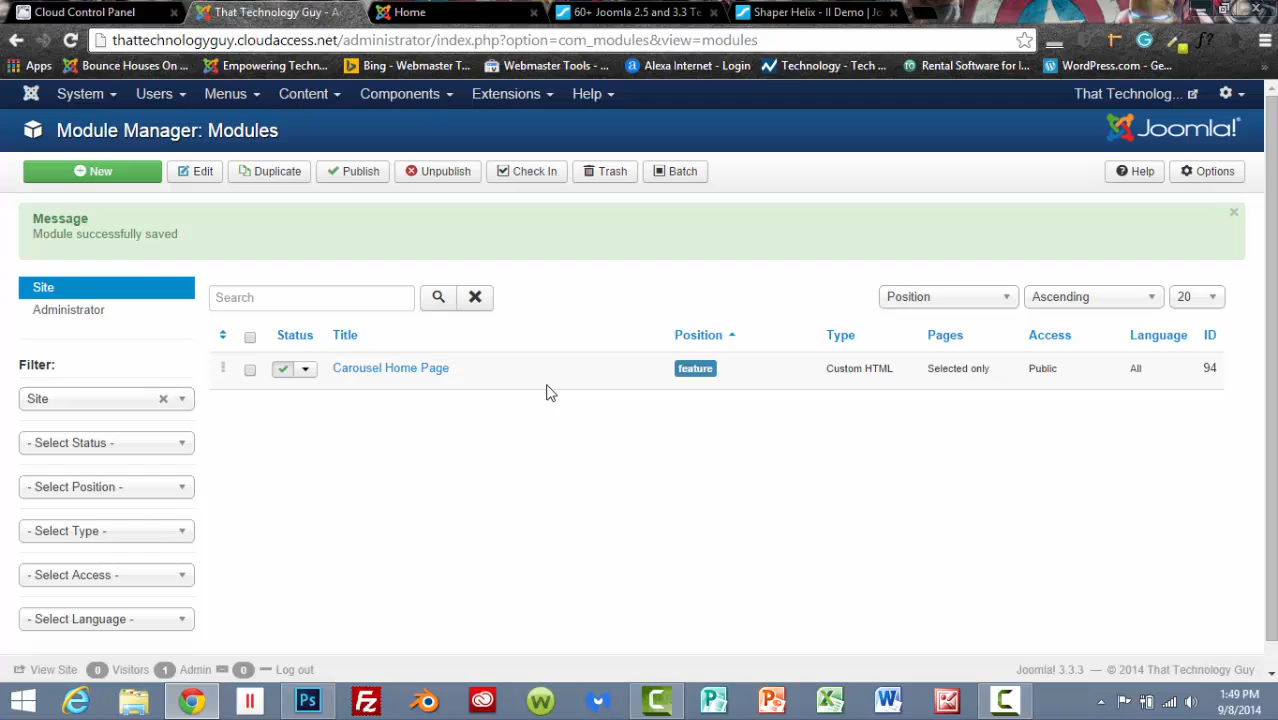 Cloud Control Panel
That Technology Guy - Ac
Home
60+ Joomla 2.5 and 3.3 Te
Shaper Helix - II Demo | Jo
thattechnologyguy.cloudaccess.net/administrator/index.php?option=com_modules&view=modules
Apps
Bounce Houses On ...
Empowering Techn...
Bing - Webmaster T...
Webmaster Tools - ...
Alexa Internet - Login
Technology - Tech ...
Rental Software for I...
WordPress.com - Ge...
System
Users
Menus
Content
Components
Extensions
Help
That Technolog...
Module Manager: Modules
Joomla!
New
Edit
Duplicate
Publish
Unpublish
Check In
Trash
Batch
Help
Options
Message
Module successfully saved
Site
Administrator
Search
Position
Ascending
20
Status
Title
Position
Type
Pages
Access
Language
ID
Carousel Home Page
feature
Custom HTML
Selected only
Public
All
94
Filter:
Site
- Select Status -
- Select Position -
- Select Type -
- Select Access -
- Select Language -
View Site
0
Visitors
1
Admin
0
Log out
Joomla! 3.3.3 — © 2014 That Technology Guy
1:49 PM
9/8/2014